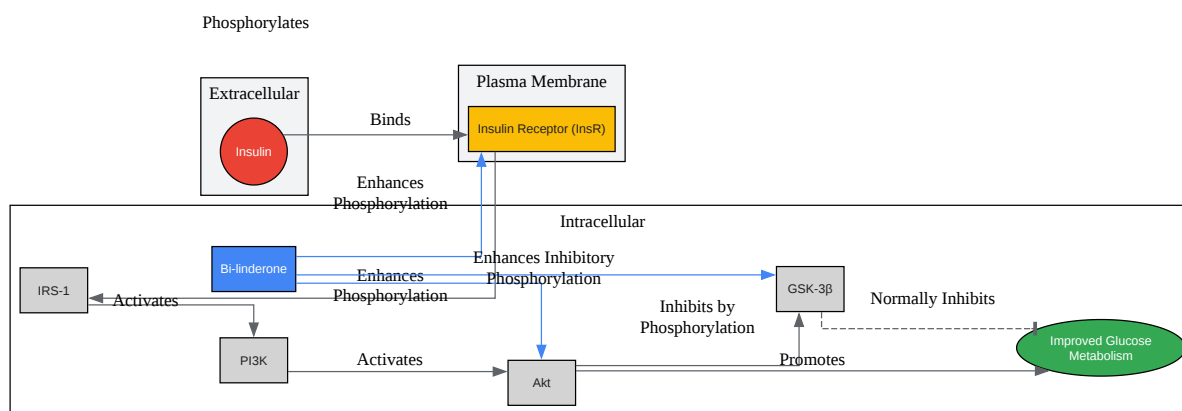 Phosphorylates
Plasma Membrane
Extracellular
Binds
Insulin Receptor (InsR)
Insulin
Enhances
Phosphorylation
Intracellular
Bi-linderone
Enhances Inhibitory
Phosphorylation
Enhances
Phosphorylation
IRS-1
Activates
GSK-3β
Normally Inhibits
Inhibits by
Phosphorylation
Improved Glucose
Metabolism
PI3K
Activates
Promotes
Akt